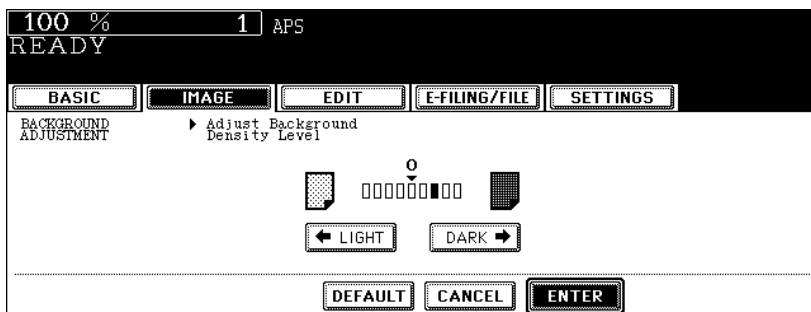 100 % 1 APS
READY
BASIC IMAGE EDIT E-FILING/FILE SETTINGS
BACKGROUND ADJUSTMENT
Adjust Background Density Level
0
LIGHT DARK
DEFAULT CANCEL ENTER